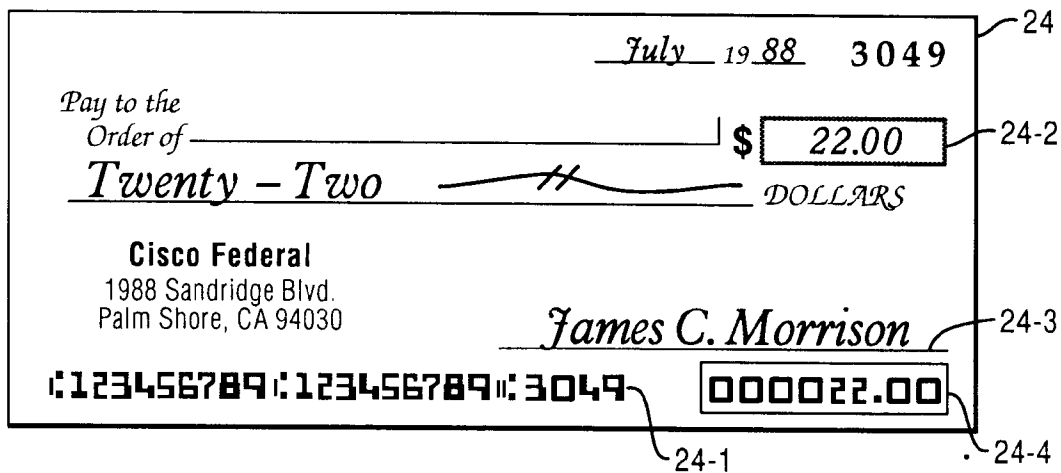 24
July 19 88 3049
Pay to the
Order of $ 22.00 24-2
Twenty – Two DOLLARS
Cisco Federal
1988 Sandridge Blvd.
Palm Shore, CA 94030
James C. Morrison 24-3
⑆123456789⑆123456789⑈3049 000022.00
24-1 24-4